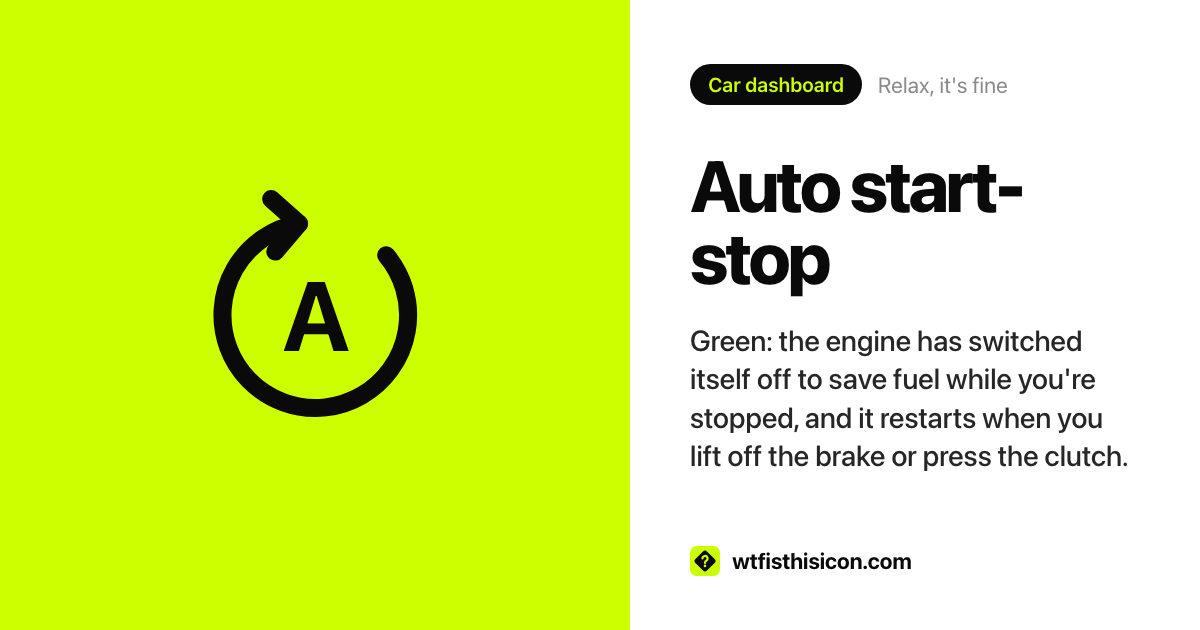 A
Car dashboard
Relax, it's fine
Auto start-
stop
Green: the engine has switched
itself off to save fuel while you're
stopped, and it restarts when you
lift off the brake or press the clutch.
?
wtfisthisicon.com